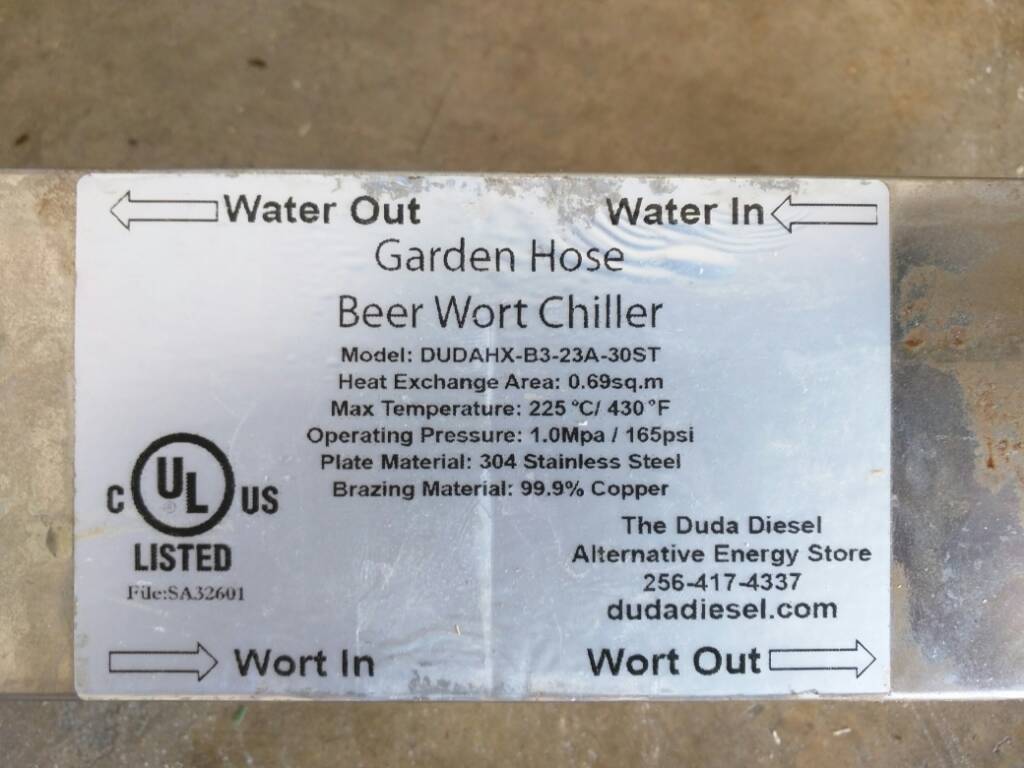 Water Out Water In
Garden Hose
Beer Wort Chiller
Model: DUDAHX-B3-23A-30ST
Heat Exchange Area: 0.69sq.m
Max Temperature: 225 °C/ 430 °F
Operating Pressure: 1.0Mpa / 165psi
Plate Material: 304 Stainless Steel
Brazing Material: 99.9% Copper
C UL US
LISTED
File:SA32601
The Duda Diesel
Alternative Energy Store
256-417-4337
dudadiesel.com
Wort In Wort Out